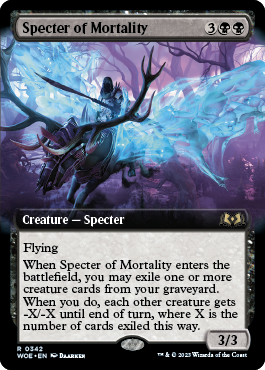 Specter of Mortality 3
Creature — Specter
Flying
When Specter of Mortality enters the
battlefield, you may exile one or more
creature cards from your graveyard.
When you do, each other creature gets
-X/-X until end of turn, where X is the
number of cards exiled this way.
3/3
R 0342
WOE • EN DAARKEN
™ & © 2023 Wizards of the Coast